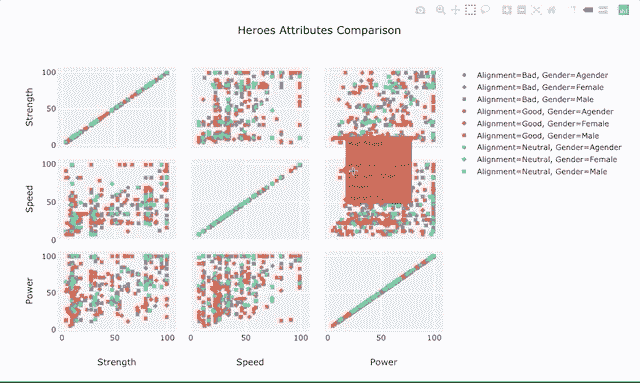 Heroes Attributes Comparison
Strength
100
50
0
Speed
100
50
0
Power
100
50
0
0 50 100
0 50 100
0 50 100
Strength
Speed
Power
Alignment=Bad, Gender=Agender
Alignment=Bad, Gender=Female
Alignment=Bad, Gender=Male
Alignment=Good, Gender=Agender
Alignment=Good, Gender=Female
Alignment=Good, Gender=Male
Alignment=Neutral, Gender=Agender
Alignment=Neutral, Gender=Female
Alignment=Neutral, Gender=Male